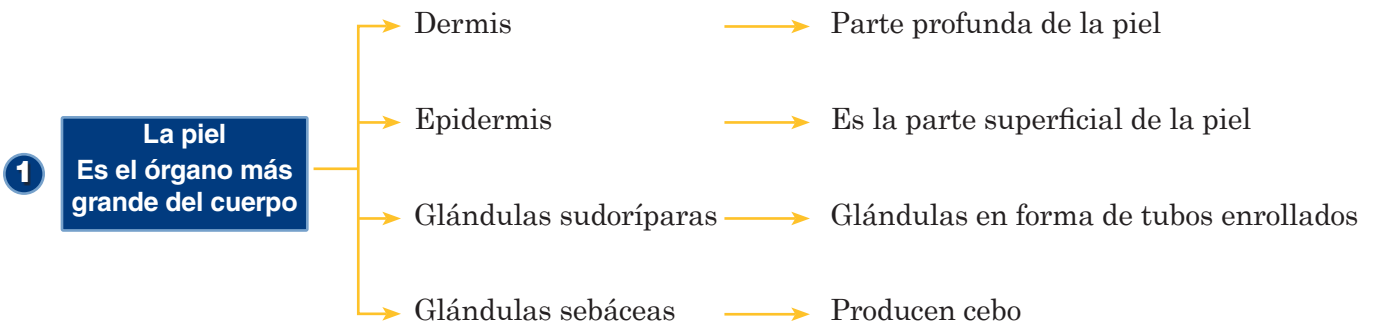 Dermis Parte profunda de la piel
Epidermis Es la parte superficial de la piel
1
La piel
Es el órgano más
grande del cuerpo
Glándulas sudoríparas Glándulas en forma de tubos enrollados
Glándulas sebáceas Producen cebo